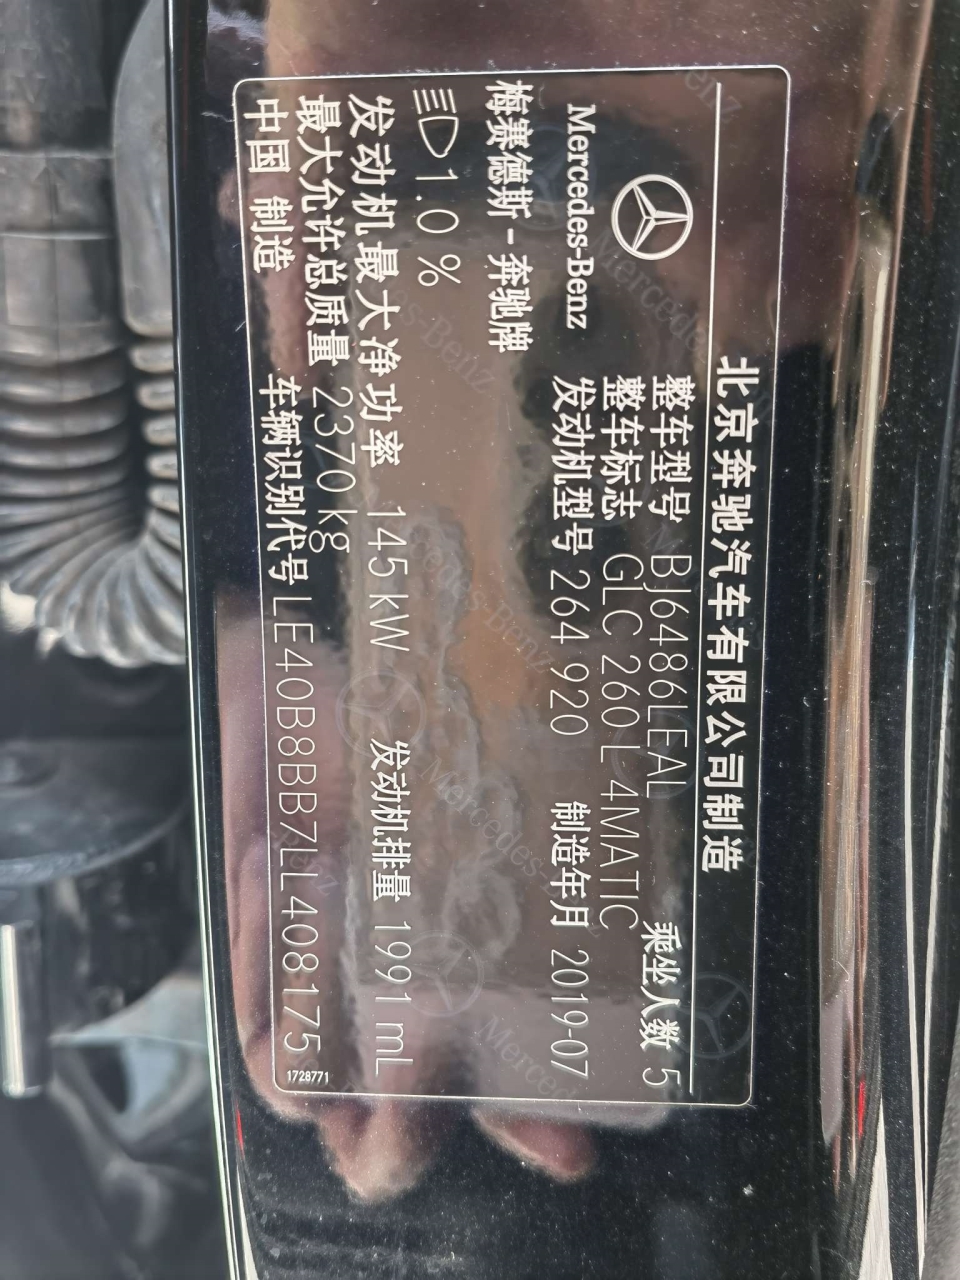 北京奔驰汽车有限公司制造
整车型号 BJ6486LEAL 乘坐人数 5
整车标志 GLC 260 L 4MATIC
Mercedes-Benz
发动机型号 264 920 制造年月 2019-07
梅赛德斯-奔驰牌
1.0 %
发动机最大净功率 145 kW 发动机排量 1991 mL
最大允许总质量 2370 kg
中国 制造 车辆识别代号 LE40B8BB7LL408175
1728771